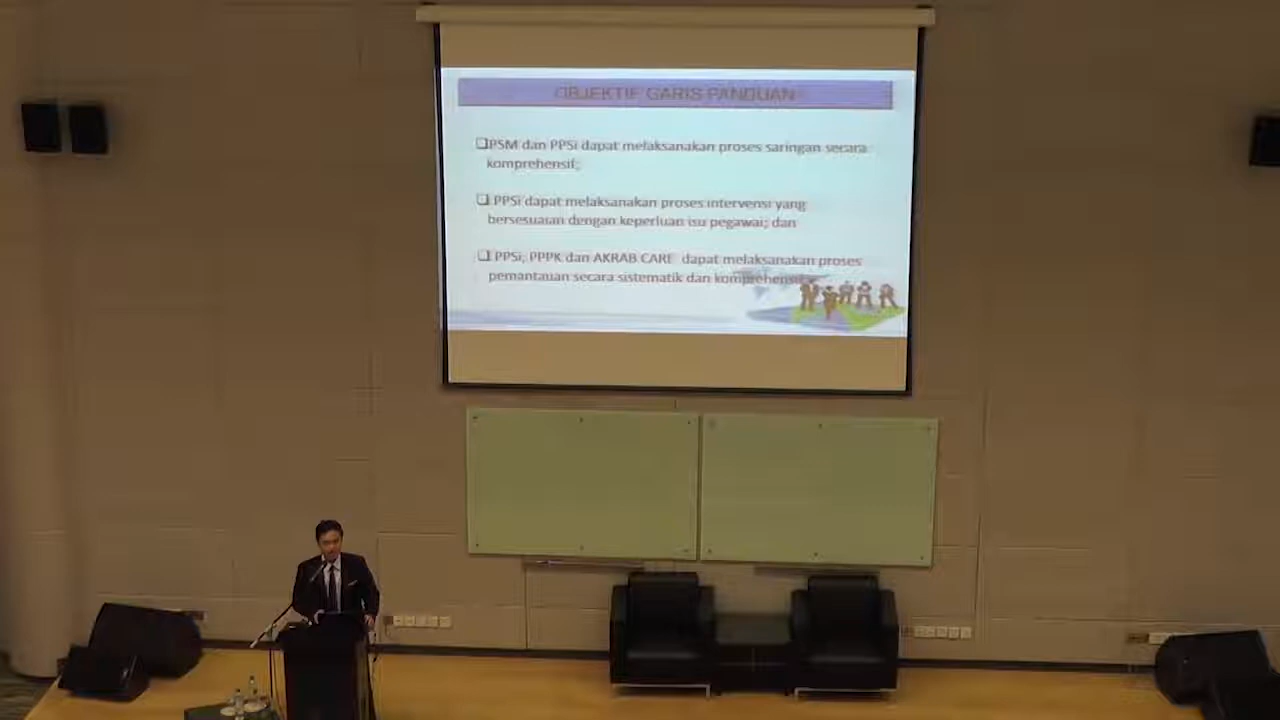 OBJEKTIF GARIS PANDUAN
❑PSM dan PPSi dapat melaksanakan proses saringan secara
komprehensif;
❑ PPSi dapat melaksanakan proses intervensi yang
bersesuaian dengan keperluan isu pegawai; dan
❑ PPSi, PPPK dan AKRAB CARE dapat melaksanakan proses
pemantauan secara sistematik dan komprehensif.